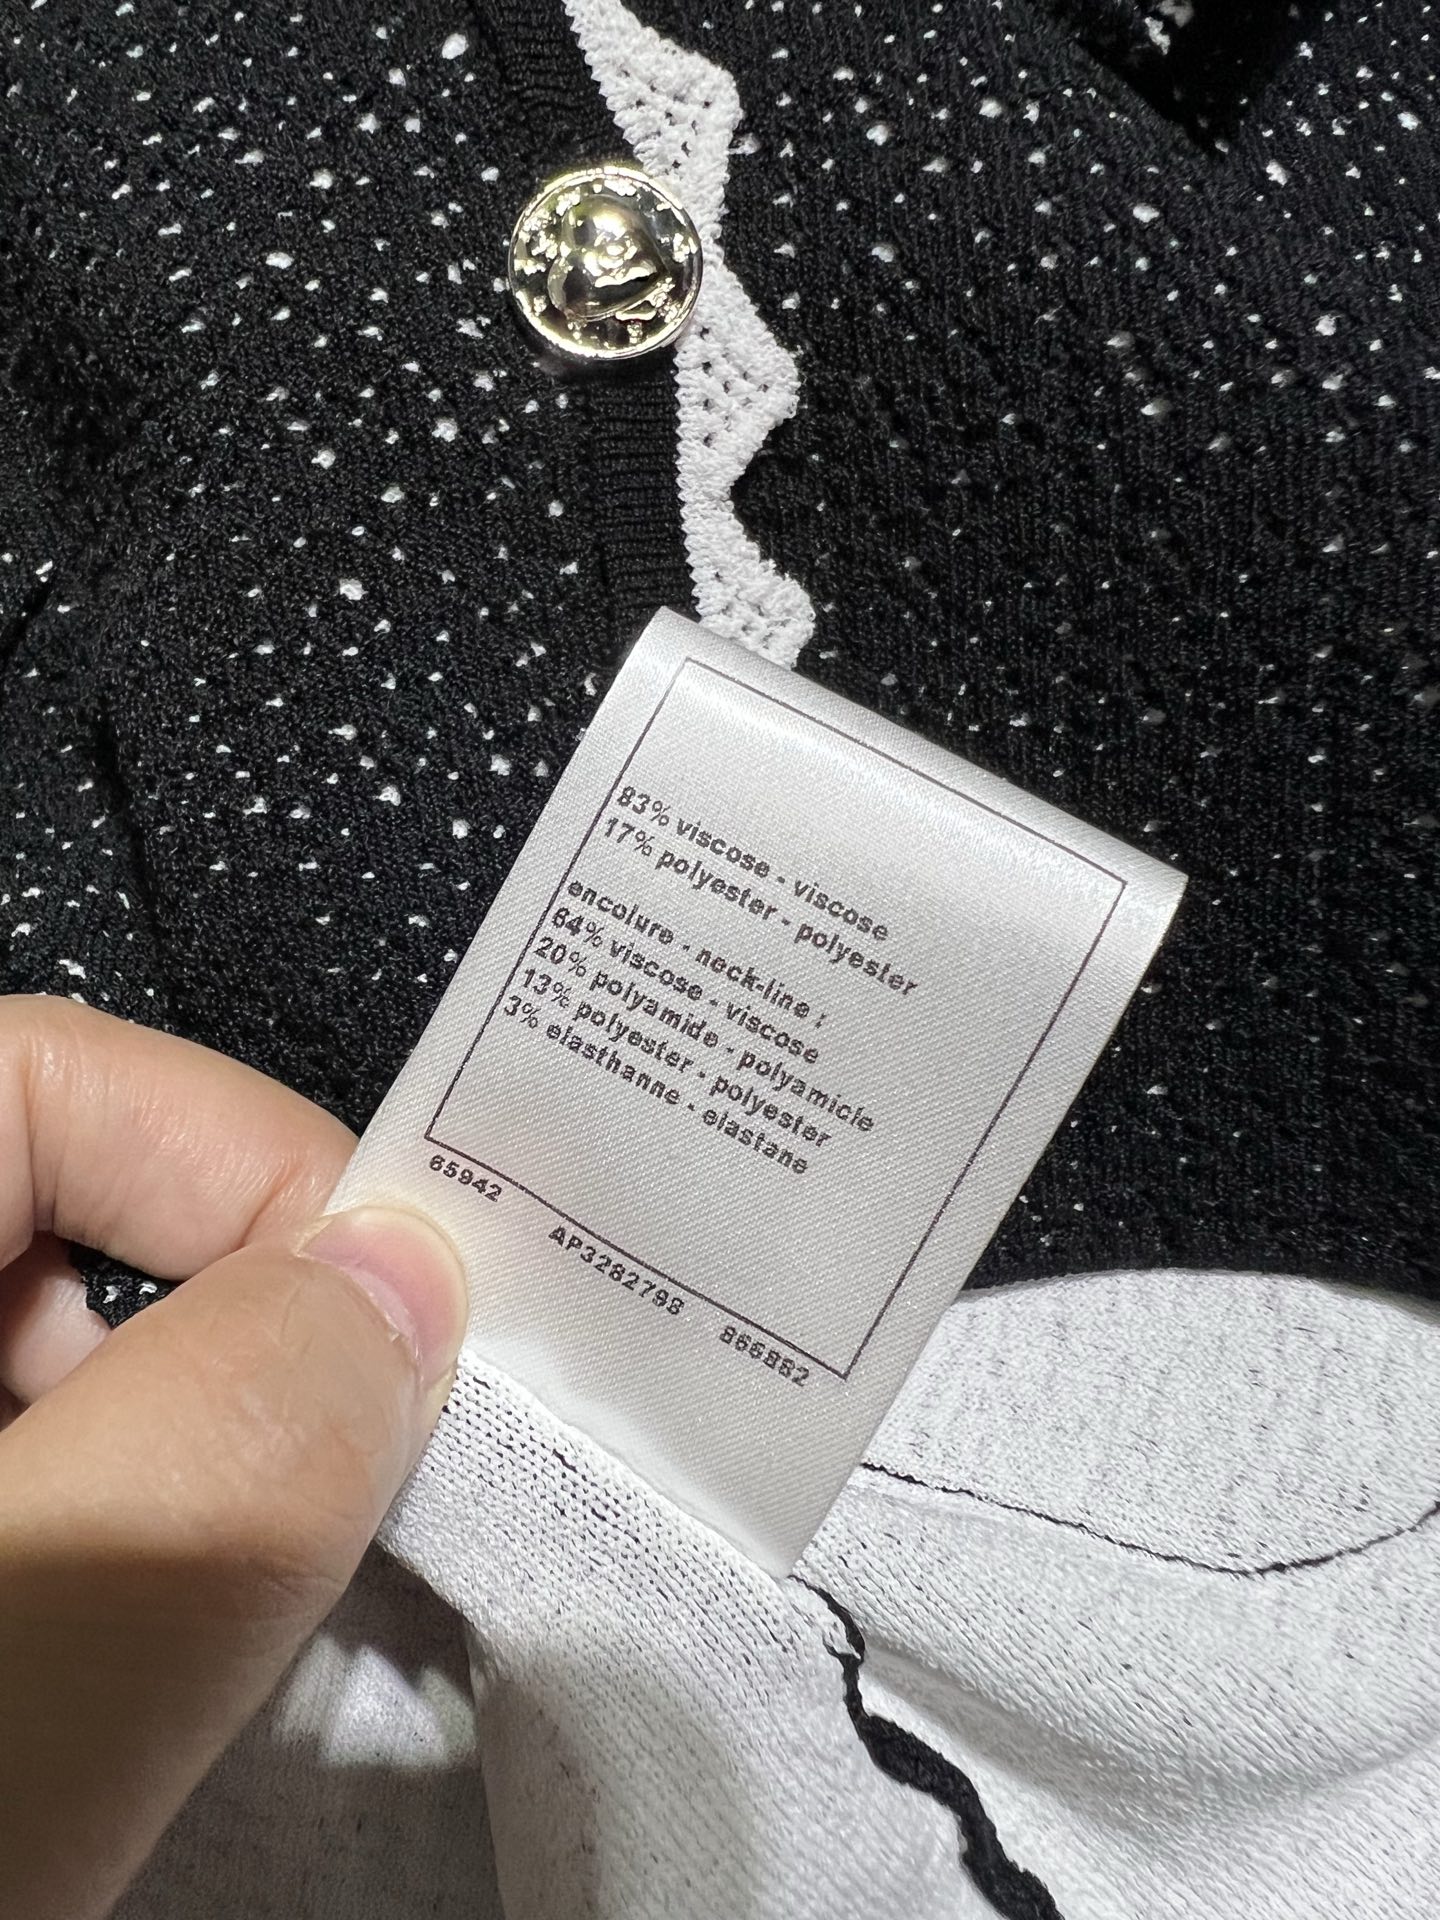 83% viscose - viscose
17% polyester - polyester
encolure - neck-line :
64% viscose - viscose
20% polyamide - polyamicle
13% polyester - polyester
3% elasthanne - elastane
65942 AP3282798 866882